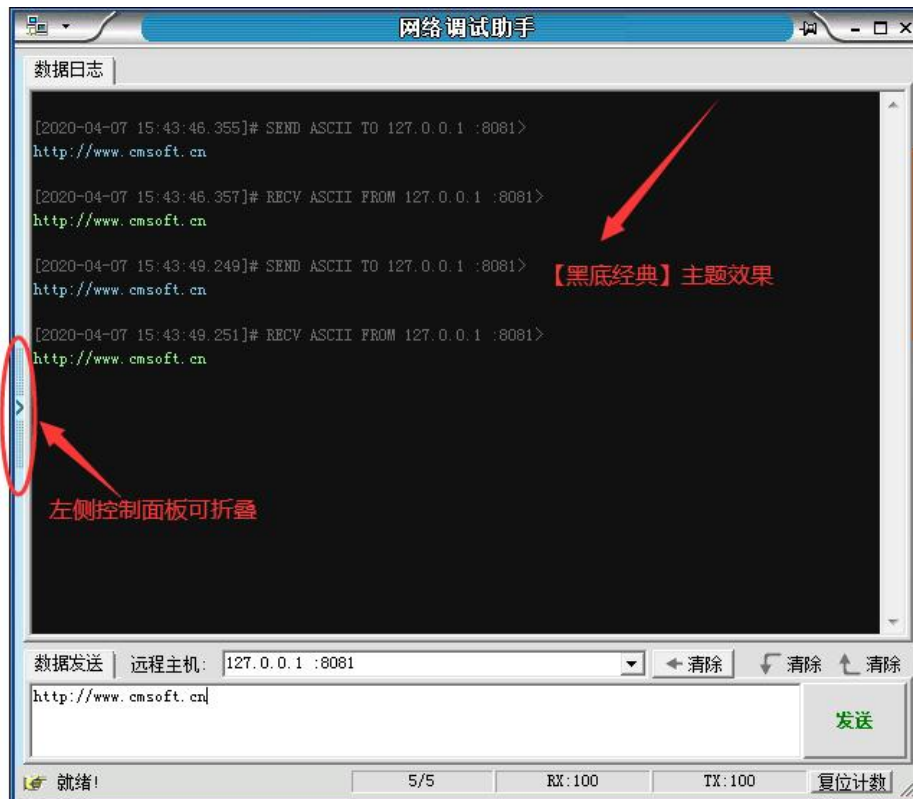 网络调试助手
数据日志
[2020-04-07 15:43:46.355]# SEND ASCII TO 127.0.0.1 :8081>
http://www.cmsoft.cn
[2020-04-07 15:43:46.357]# RECV ASCII FROM 127.0.0.1 :8081>
http://www.cmsoft.cn
[2020-04-07 15:43:49.249]# SEND ASCII TO 127.0.0.1 :8081>
【黑底经典】主题效果
http://www.cmsoft.cn
[2020-04-07 15:43:49.251]# RECV ASCII FROM 127.0.0.1 :8081>
http://www.cmsoft.cn
左侧控制面板可折叠
数据发送 远程主机: 127.0.0.1 :8081 清除 清除 清除
http://www.cmsoft.cn
发送
就绪! 5/5 RX:100 TX:100 复位计数